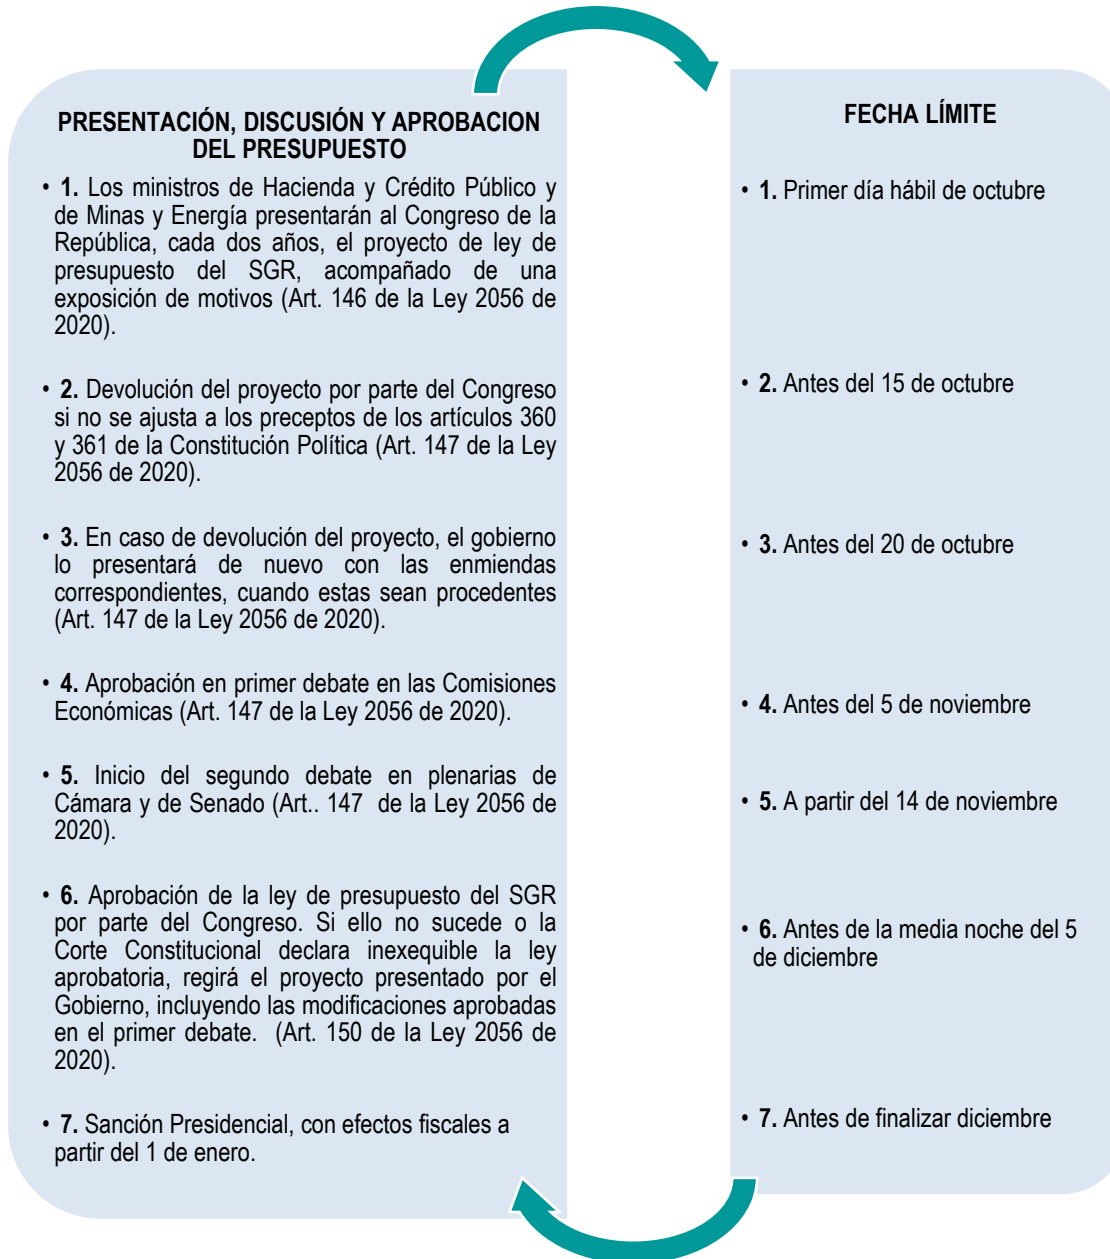 PRESENTACIÓN, DISCUSIÓN Y APROBACION
DEL PRESUPUESTO
• 1. Los ministros de Hacienda y Crédito Público y
de Minas y Energía presentarán al Congreso de la
República, cada dos años, el proyecto de ley de
presupuesto del SGR, acompañado de una
exposición de motivos (Art. 146 de la Ley 2056 de
2020).
• 2. Devolución del proyecto por parte del Congreso
si no se ajusta a los preceptos de los artículos 360
y 361 de la Constitución Política (Art. 147 de la Ley
2056 de 2020).
• 3. En caso de devolución del proyecto, el gobierno
lo presentará de nuevo con las enmiendas
correspondientes, cuando estas sean procedentes
(Art. 147 de la Ley 2056 de 2020).
• 4. Aprobación en primer debate en las Comisiones
Económicas (Art. 147 de la Ley 2056 de 2020).
• 5. Inicio del segundo debate en plenarias de
Cámara y de Senado (Art.. 147 de la Ley 2056 de
2020).
• 6. Aprobación de la ley de presupuesto del SGR
por parte del Congreso. Si ello no sucede o la
Corte Constitucional declara inexequible la ley
aprobatoria, regirá el proyecto presentado por el
Gobierno, incluyendo las modificaciones aprobadas
en el primer debate. (Art. 150 de la Ley 2056 de
2020).
• 7. Sanción Presidencial, con efectos fiscales a
partir del 1 de enero.
FECHA LÍMITE
• 1. Primer día hábil de octubre
• 2. Antes del 15 de octubre
• 3. Antes del 20 de octubre
• 4. Antes del 5 de noviembre
• 5. A partir del 14 de noviembre
• 6. Antes de la media noche del 5
de diciembre
• 7. Antes de finalizar diciembre